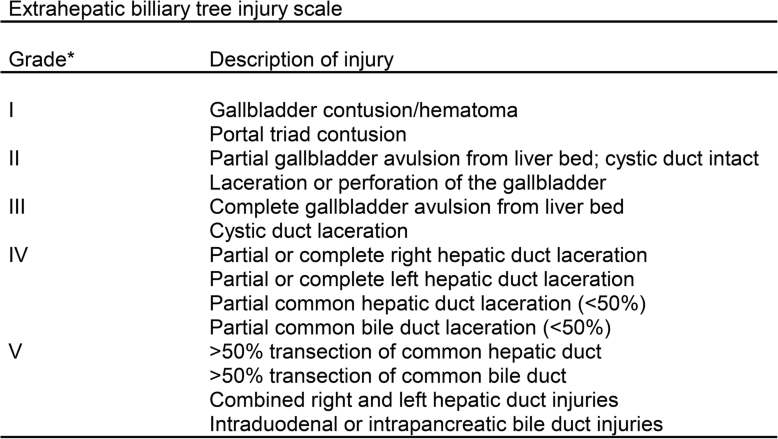 Extrahepatic billiary tree injury scale
Grade* Description of injury
I Gallbladder contusion/hematoma
Portal triad contusion
II Partial gallbladder avulsion from liver bed; cystic duct intact
Laceration or perforation of the gallbladder
III Complete gallbladder avulsion from liver bed
Cystic duct laceration
IV Partial or complete right hepatic duct laceration
Partial or complete left hepatic duct laceration
Partial common hepatic duct laceration (<50%)
Partial common bile duct laceration (<50%)
V >50% transection of common hepatic duct
>50% transection of common bile duct
Combined right and left hepatic duct injuries
Intraduodenal or intrapancreatic bile duct injuries